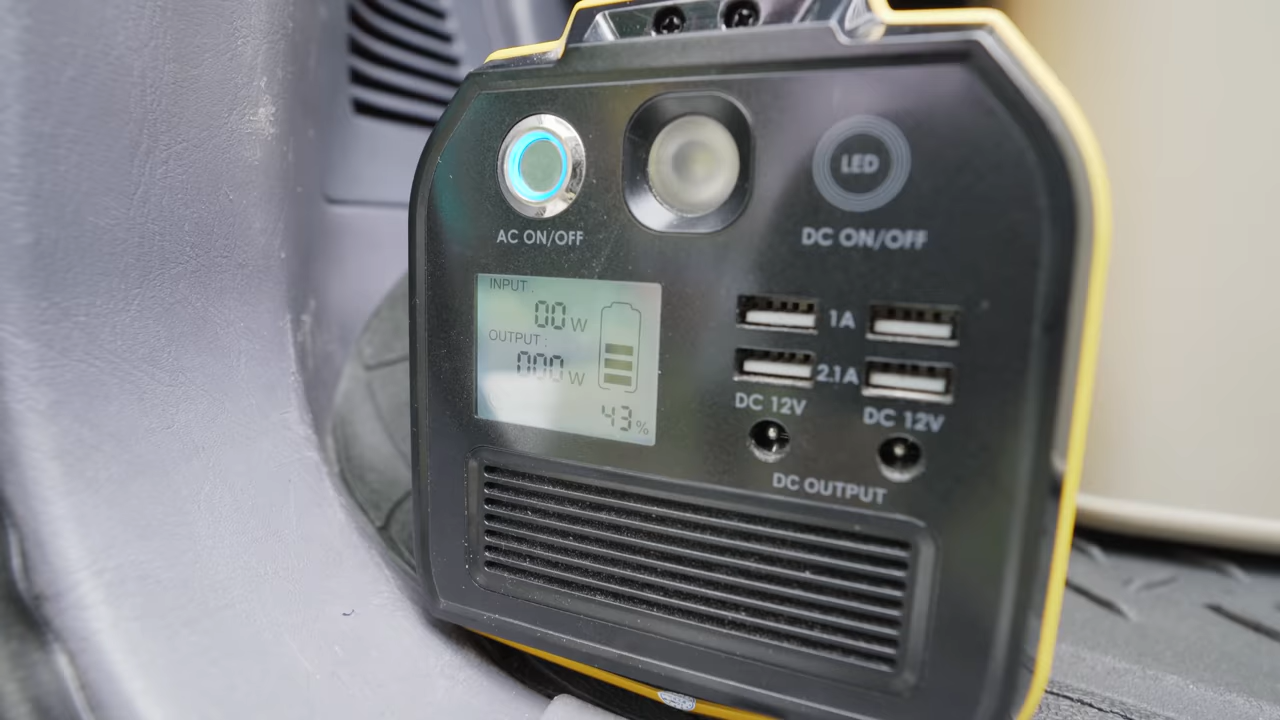 LED
AC ON/OFF
DC ON/OFF
INPUT :
00 W
OUTPUT :
000 W
43 %
1A
2.1A
DC 12V
DC 12V
DC OUTPUT